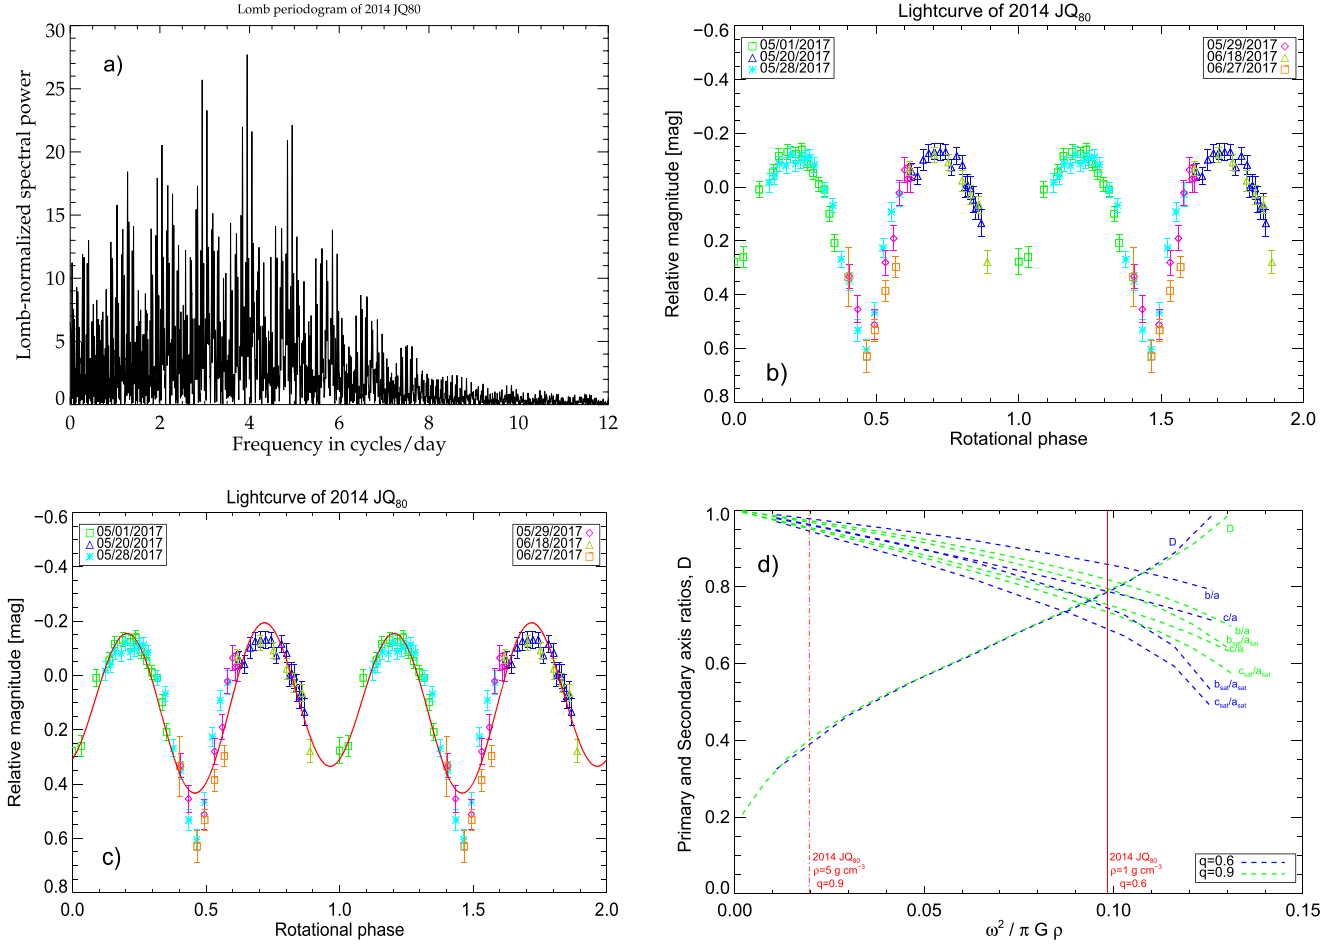 Lomb periodogram of 2014 JQ80
a)
Lomb-normalized spectral power
30
25
20
15
10
5
0
0 2 4 6 8 10 12
Frequency in cycles/day
Lightcurve of 2014 JQ80
05/01/2017
05/20/2017
05/28/2017
05/29/2017
06/18/2017
06/27/2017
Relative magnitude [mag]
−0.6
−0.4
−0.2
0.0
0.2
0.4
0.6
0.8
b)
0.0 0.5 1.0 1.5 2.0
Rotational phase
Lightcurve of 2014 JQ80
05/01/2017
05/20/2017
05/28/2017
05/29/2017
06/18/2017
06/27/2017
Relative magnitude [mag]
−0.6
−0.4
−0.2
0.0
0.2
0.4
0.6
0.8
c)
0.0 0.5 1.0 1.5 2.0
Rotational phase
d)
Primary and Secondary axis ratios, D
1.0
0.8
0.6
0.4
0.2
0.0
D
D
b/a
c/a
b/a
bsat/asat
c/a
csat/asat
bsat/asat
csat/asat
2014 JQ80
ρ=5 g cm−3
q=0.9
2014 JQ80
ρ=1 g cm−3
q=0.6
q=0.6
q=0.9
0.00 0.05 0.10 0.15
ω2 / π G ρ